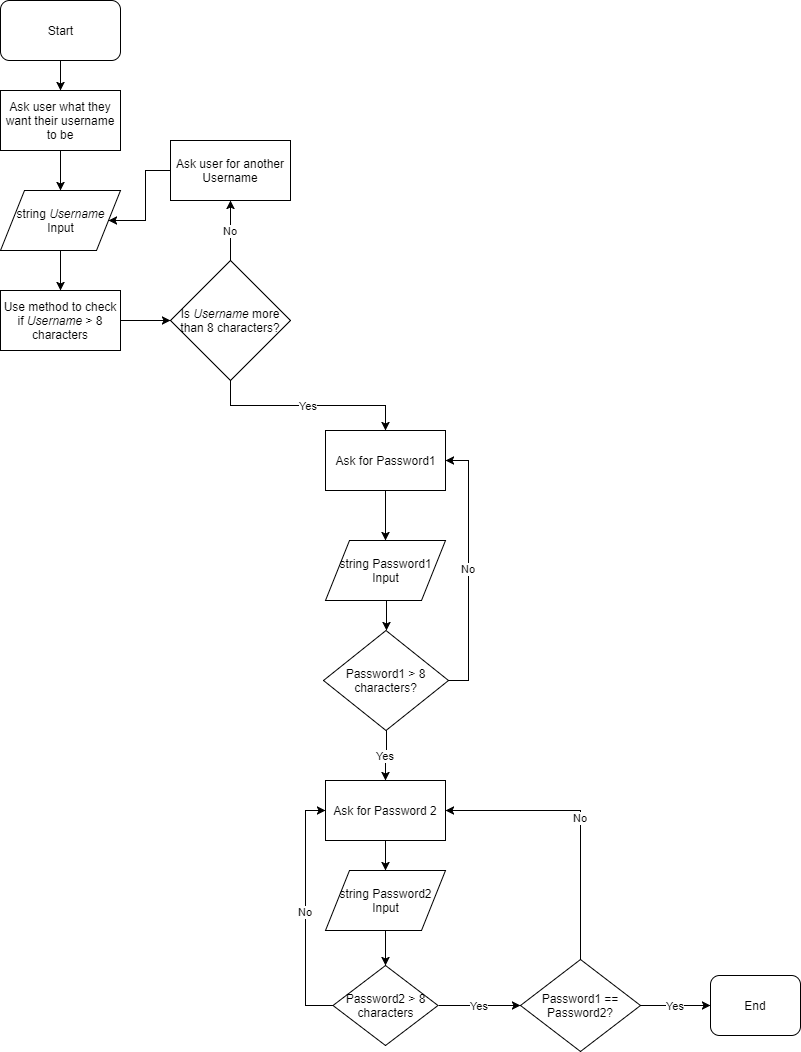 Start
Ask user what they
want their username
to be
Ask user for another
Username
string Username
Input
No
Use method to check
if Username > 8
characters
Is Username more
than 8 characters?
Yes
Ask for Password1
string Password1
Input
No
Password1 > 8
characters?
Yes
Ask for Password 2
No
string Password2
Input
No
Password2 > 8
characters
Yes
Password1 ==
Password2?
Yes
End